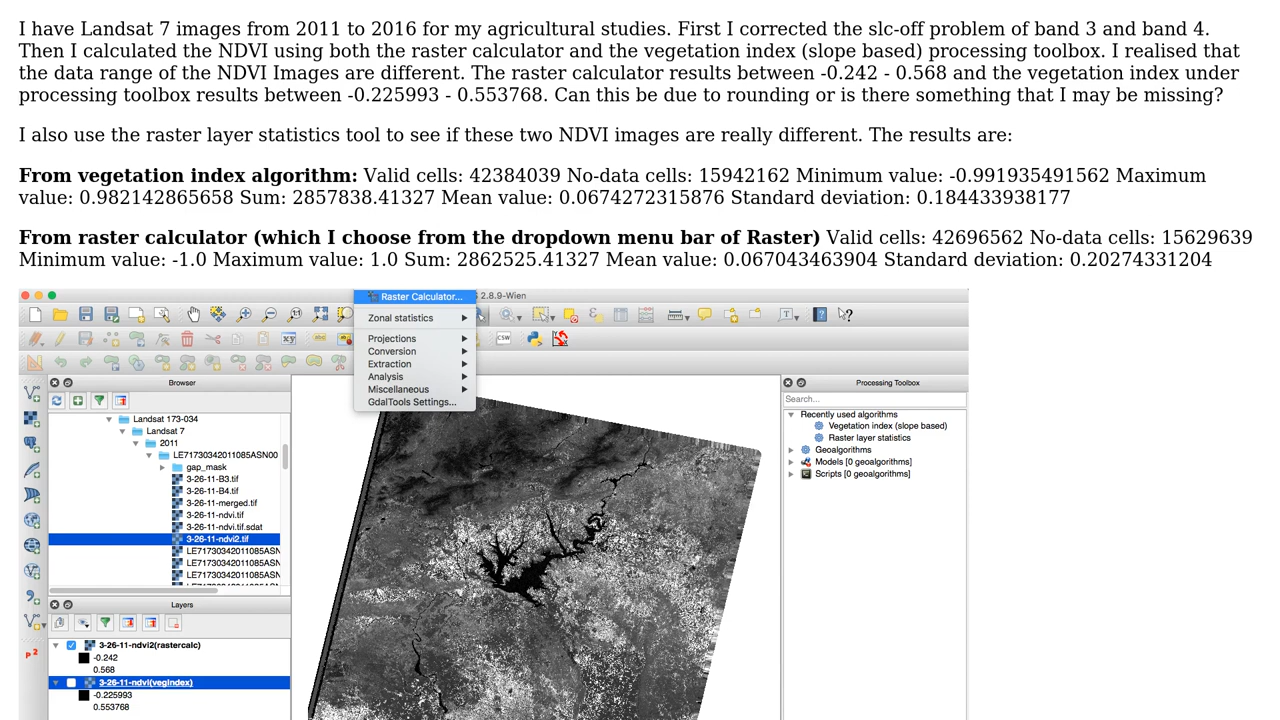 I have Landsat 7 images from 2011 to 2016 for my agricultural studies. First I corrected the slc-off problem of band 3 and band 4.
Then I calculated the NDVI using both the raster calculator and the vegetation index (slope based) processing toolbox. I realised that
the data range of the NDVI Images are different. The raster calculator results between -0.242 - 0.568 and the vegetation index under
processing toolbox results between -0.225993 - 0.553768. Can this be due to rounding or is there something that I may be missing?
I also use the raster layer statistics tool to see if these two NDVI images are really different. The results are:
From vegetation index algorithm: Valid cells: 42384039 No-data cells: 15942162 Minimum value: -0.991935491562 Maximum
value: 0.982142865658 Sum: 2857838.41327 Mean value: 0.0674272315876 Standard deviation: 0.184433938177
From raster calculator (which I choose from the dropdown menu bar of Raster) Valid cells: 42696562 No-data cells: 15629639
Minimum value: -1.0 Maximum value: 1.0 Sum: 2862525.41327 Mean value: 0.067043463904 Standard deviation: 0.20274331204
Raster Calculator...
2.8.9-Wien
Zonal statistics
Projections
Conversion
Extraction
Analysis
Miscellaneous
GdalTools Settings...
CSW
Browser
Landsat 173-034
Landsat 7
2011
LE71730342011085ASN00
gap_mask
3-26-11-B3.tif
3-26-11-B4.tif
3-26-11-merged.tif
3-26-11-ndvi.tif
3-26-11-ndvi.tif.sdat
3-26-11-ndvi2.tif
LE71730342011085ASN
LE71730342011085ASN
LE71730342011085ASN
Layers
3-26-11-ndvi2(rastercalc)
-0.242
0.568
3-26-11-ndvi(vegIndex)
-0.225993
0.553768
Processing Toolbox
Search...
Recently used algorithms
Vegetation index (slope based)
Raster layer statistics
Geoalgorithms
Models [0 geoalgorithms]
Scripts [0 geoalgorithms]